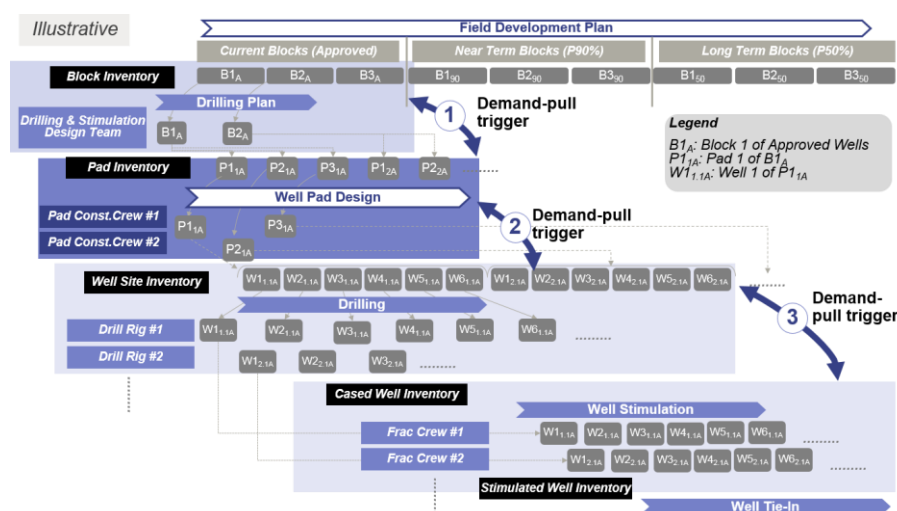 Illustrative
Field Development Plan
Current Blocks (Approved)
Near Term Blocks (P90%)
Long Term Blocks (P50%)
Block Inventory
B1A
B2A
B3A
B190
B290
B390
B150
B250
B350
Drilling Plan
Drilling & Stimulation
Design Team
B1A
B2A
1
Demand-pull
trigger
Legend
B1A: Block 1 of Approved Wells
P11A: Pad 1 of B1A
W11.1A: Well 1 of P11A
Pad Inventory
P11A
P21A
P31A
P12A
P22A
Well Pad Design
Pad Const.Crew #1
Pad Const.Crew #2
P11A
P31A
P21A
2
Demand-pull
trigger
Well Site Inventory
W11.1A
W21.1A
W31.1A
W41.1A
W51.1A
W61.1A
W12.1A
W22.1A
W32.1A
W42.1A
W52.1A
W62.1A
Drilling
3
Demand-
pull trigger
Drill Rig #1
W11.1A
W21.1A
W31.1A
W41.1A
W51.1A
W61.1A
Drill Rig #2
W12.1A
W22.1A
W32.1A
Cased Well Inventory
Well Stimulation
Frac Crew #1
W11.1A
W21.1A
W31.1A
W41.1A
W51.1A
W61.1A
Frac Crew #2
W12.1A
W22.1A
W32.1A
W42.1A
W52.1A
W62.1A
Stimulated Well Inventory
Well Tie-In